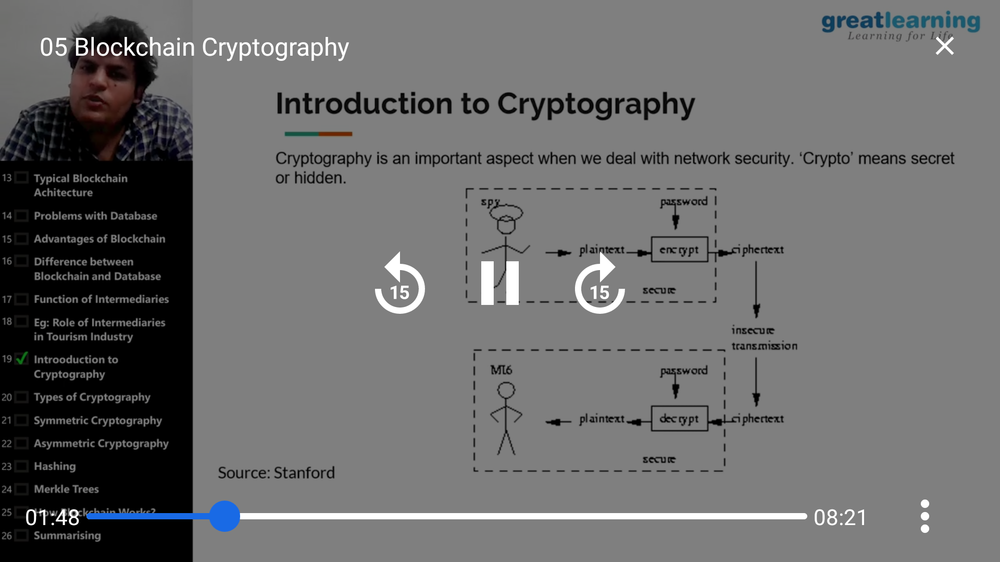 greatlearning
Learning for Life
05 Blockchain Cryptography
Introduction to Cryptography
Cryptography is an important aspect when we deal with network security. ‘Crypto’ means secret
or hidden.
13 Typical Blockchain
Achitecture
14 Problems with Database
15 Advantages of Blockchain
16 Difference between
Blockchain and Database
17 Function of Intermediaries
18 Eg: Role of Intermediaries
in Tourism Industry
19 Introoduction to
Cryptography
20 Types of Cryptography
21 Symmetric Cryptography
22 Asymmetric Cryptography
23 Hashing
24 Merkle Trees
25 How Blockchain Works?
26 Summarising
spy
password
plaintext
encrypt
ciphertext
secure
15
15
insecure
transmission
MI6
password
plaintext
decrypt
ciphertext
secure
Source: Stanford
01:48
08:21